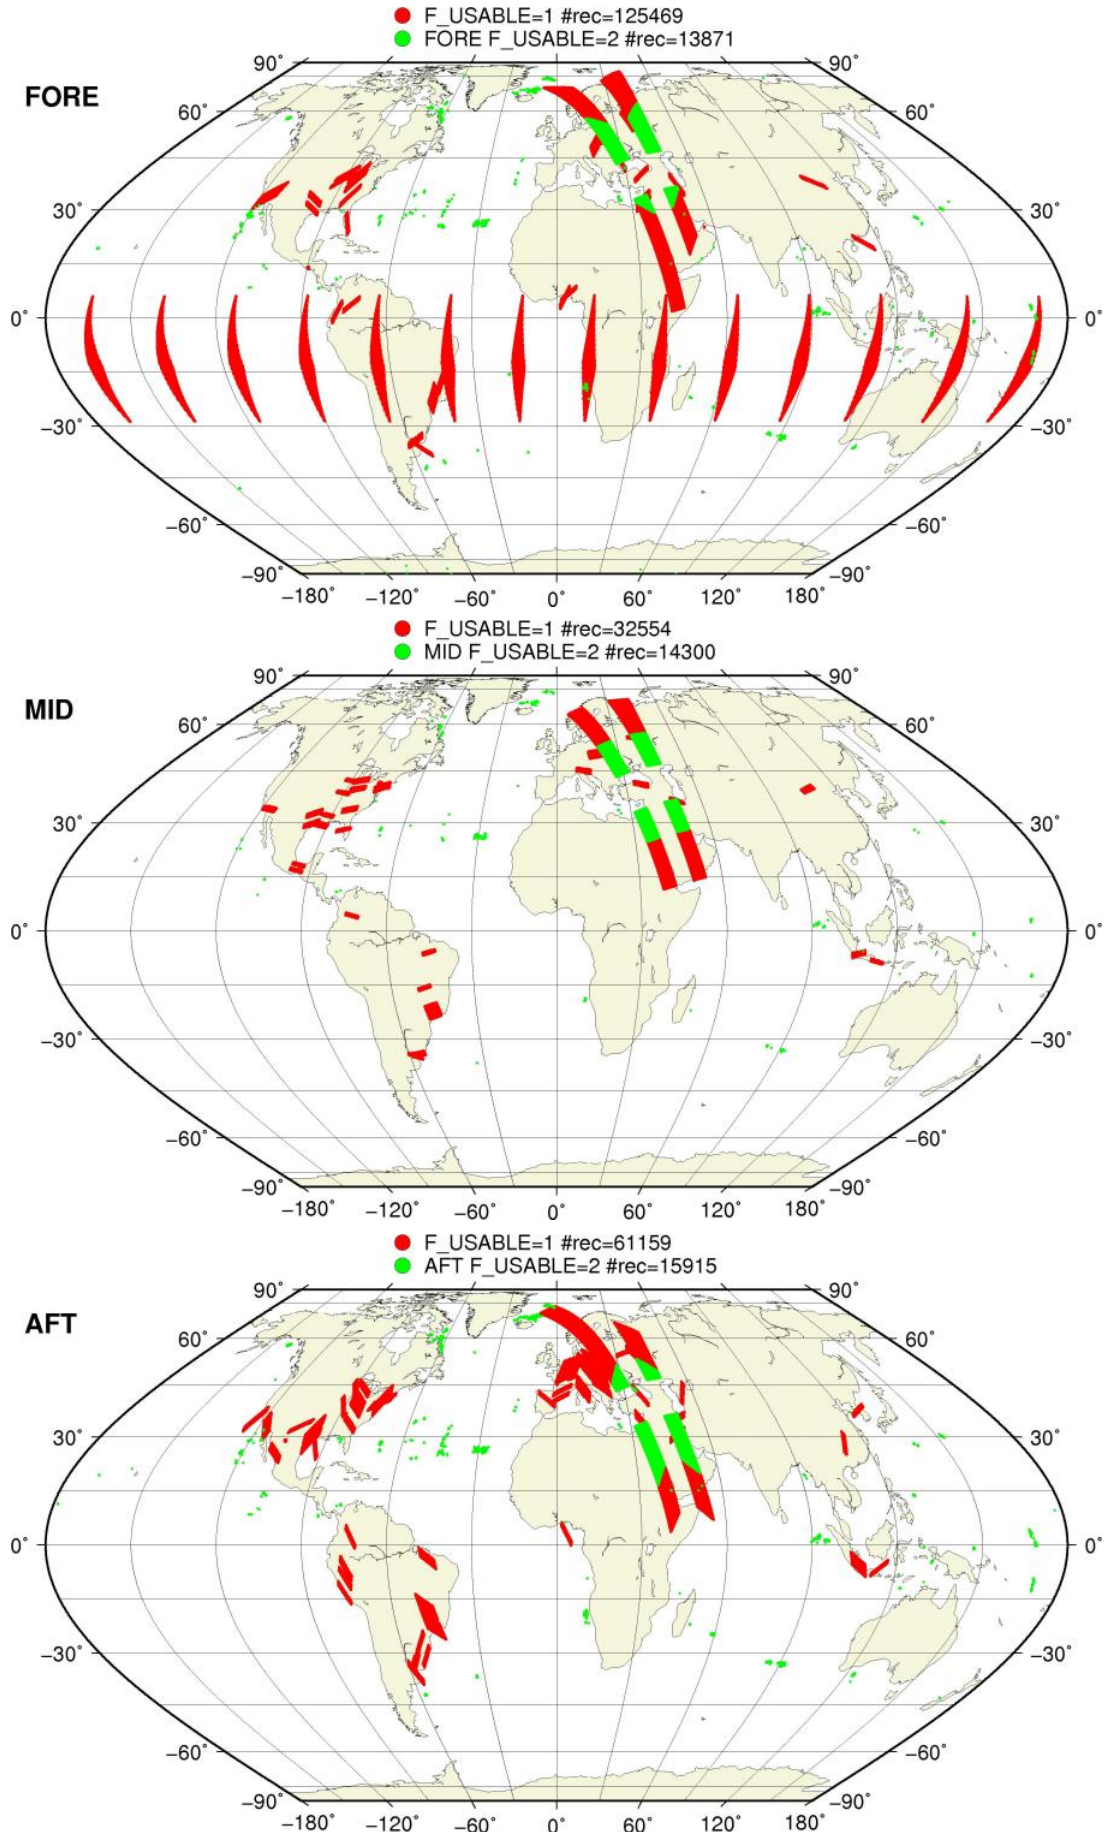 F_USABLE=1 #rec=125469
FORE F_USABLE=2 #rec=13871
FORE
90° 90°
60° 60°
30° 30°
0° 0°
−30° −30°
−60° −60°
−90° −90°
−180° −120° −60° 0° 60° 120° 180°
F_USABLE=1 #rec=32554
MID F_USABLE=2 #rec=14300
MID
90° 90°
60° 60°
30° 30°
0° 0°
−30° −30°
−60° −60°
−90° −90°
−180° −120° −60° 0° 60° 120° 180°
F_USABLE=1 #rec=61159
AFT F_USABLE=2 #rec=15915
AFT
90° 90°
60° 60°
30° 30°
0° 0°
−30° −30°
−60° −60°
−90° −90°
−180° −120° −60° 0° 60° 120° 180°